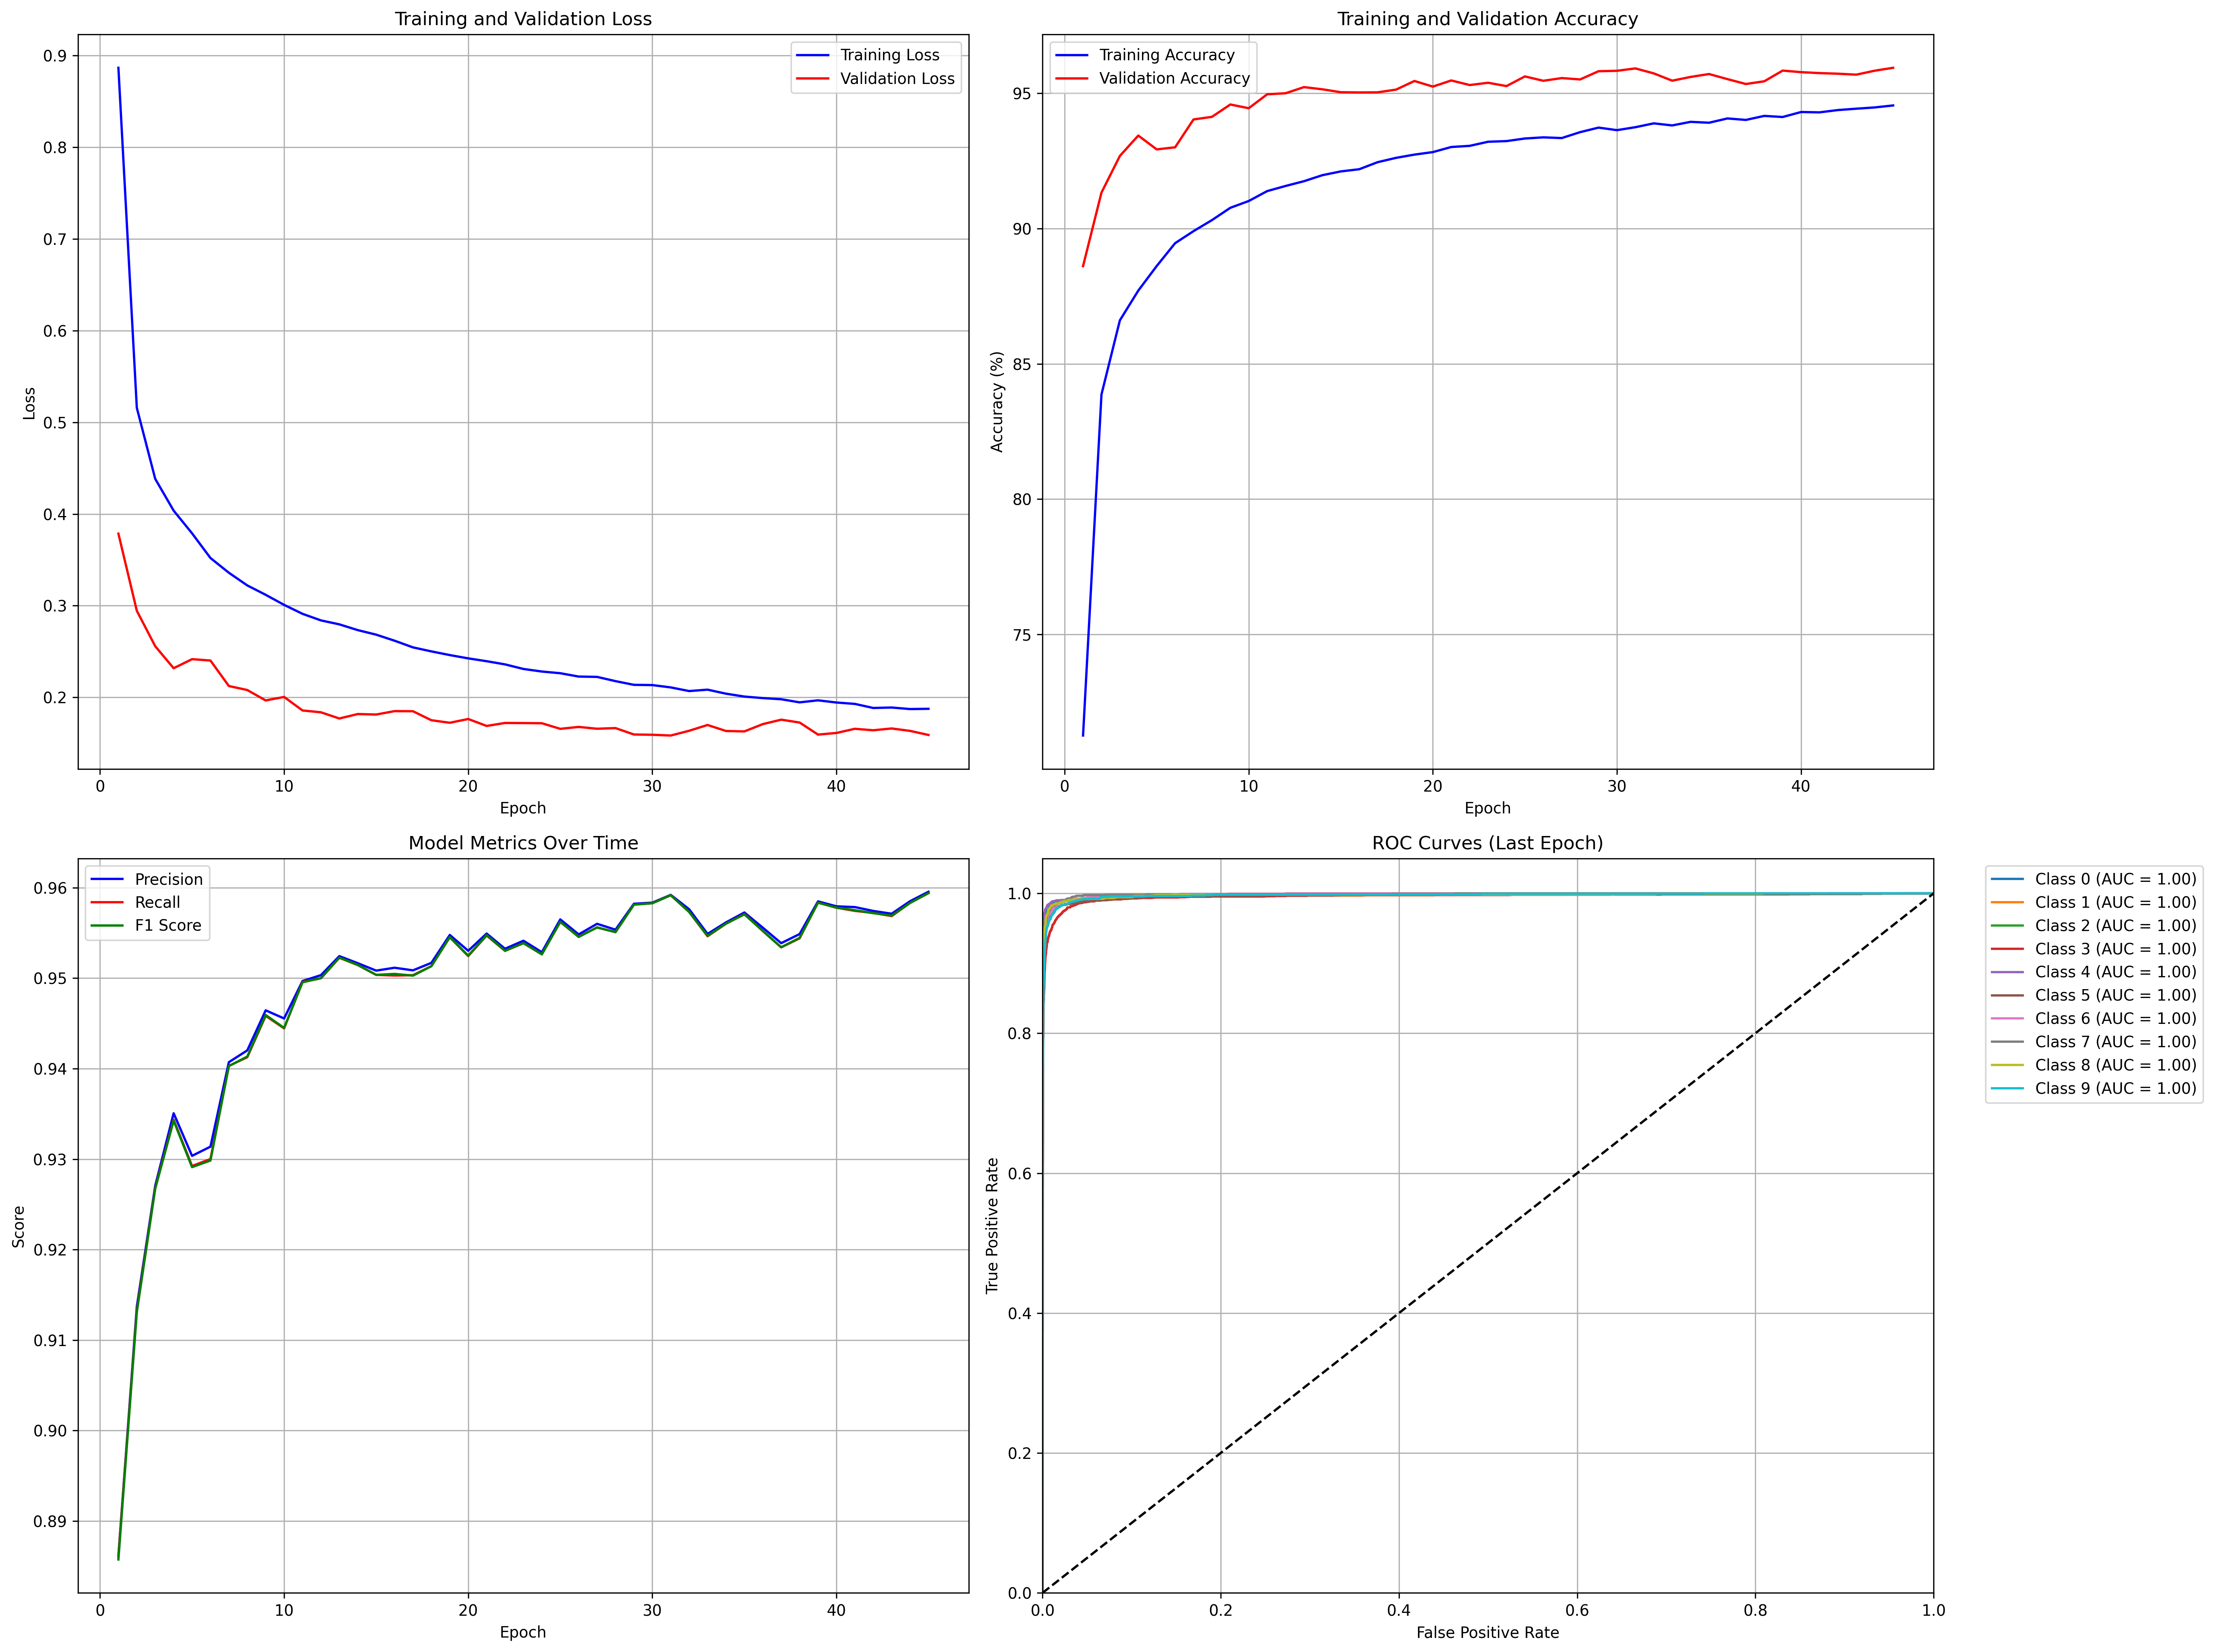 Training and Validation Loss
Training Loss
Validation Loss
0.9
0.8
0.7
0.6
0.5
0.4
0.3
0.2
Loss
0 10 20 30 40
Epoch
Training and Validation Accuracy
Training Accuracy
Validation Accuracy
95
90
85
80
75
Accuracy (%)
0 10 20 30 40
Epoch
Model Metrics Over Time
Precision
Recall
F1 Score
0.96
0.95
0.94
0.93
0.92
0.91
0.90
0.89
Score
0 10 20 30 40
Epoch
ROC Curves (Last Epoch)
1.0
0.8
0.6
0.4
0.2
0.0
True Positive Rate
0.0 0.2 0.4 0.6 0.8 1.0
False Positive Rate
Class 0 (AUC = 1.00)
Class 1 (AUC = 1.00)
Class 2 (AUC = 1.00)
Class 3 (AUC = 1.00)
Class 4 (AUC = 1.00)
Class 5 (AUC = 1.00)
Class 6 (AUC = 1.00)
Class 7 (AUC = 1.00)
Class 8 (AUC = 1.00)
Class 9 (AUC = 1.00)